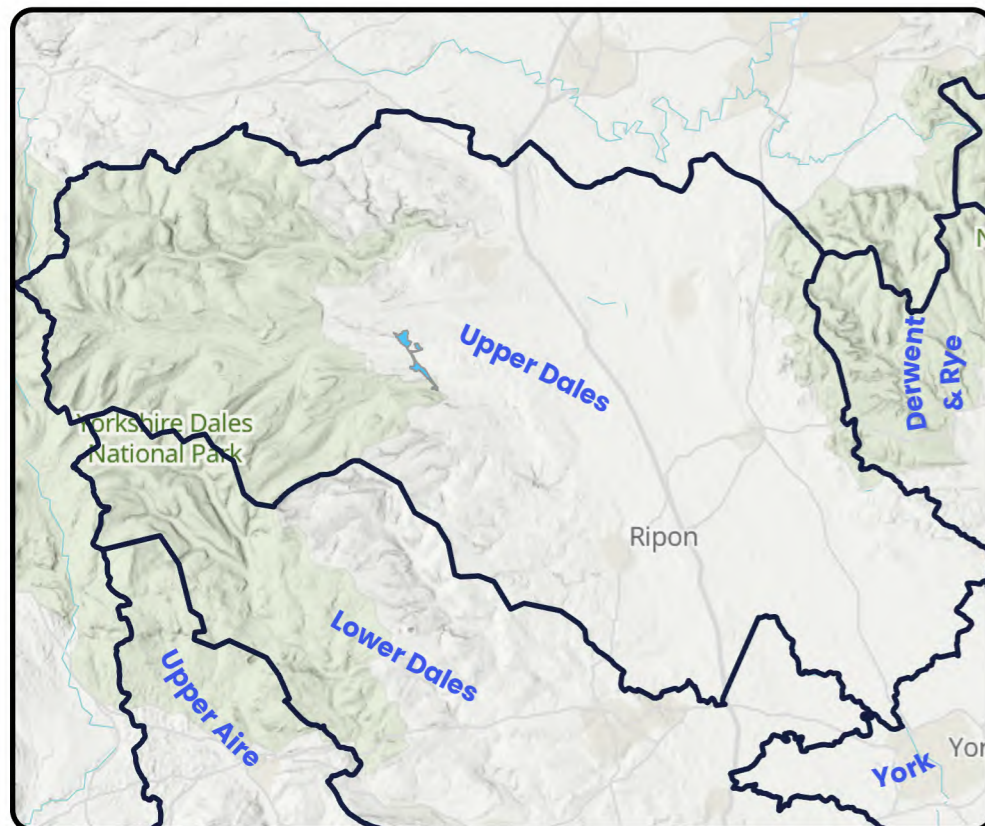 Upper Dales
Derwent
& Rye
Yorkshire Dales
National Park
Ripon
Lower Dales
Upper Aire
York